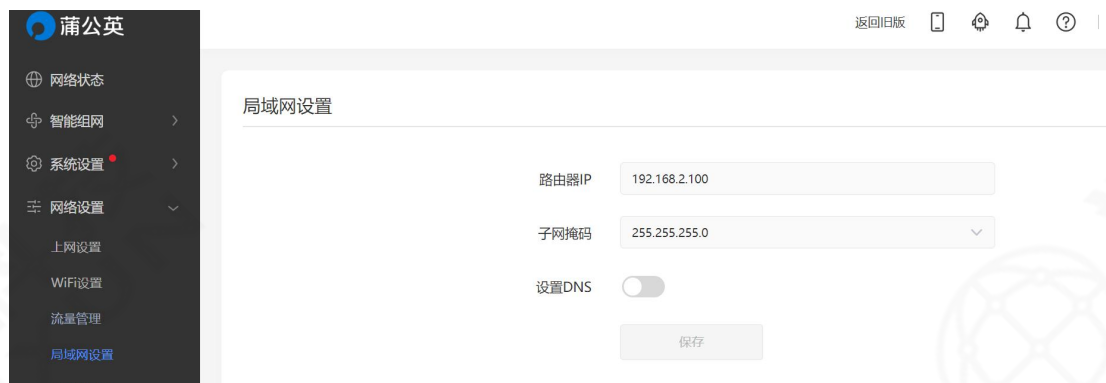 蒲公英
返回旧版
网络状态
智能组网
系统设置
网络设置
上网设置
WiFi设置
流量管理
局域网设置
局域网设置
路由器IP 192.168.2.100
子网掩码 255.255.255.0
设置DNS
保存